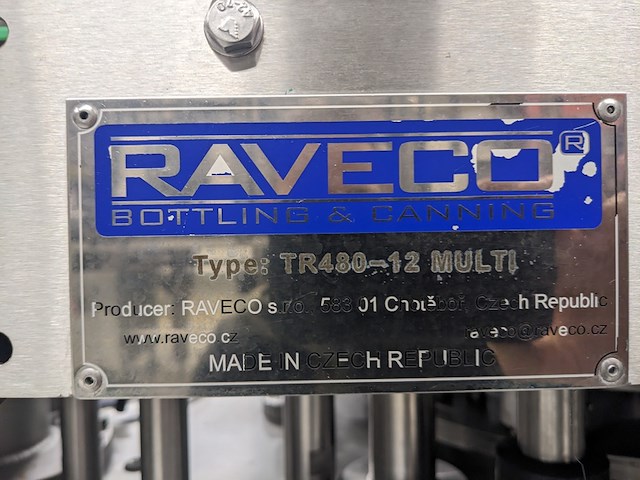 A2-70
RAVECO®
BOTTLING & CANNING
Type: TR480-12 MULTI
Producer: RAVECO s.r.o., 583 01 Chotěboř, Czech Republic
www.raveco.cz
raveco@raveco.cz
MADE IN CZECH REPUBLIC